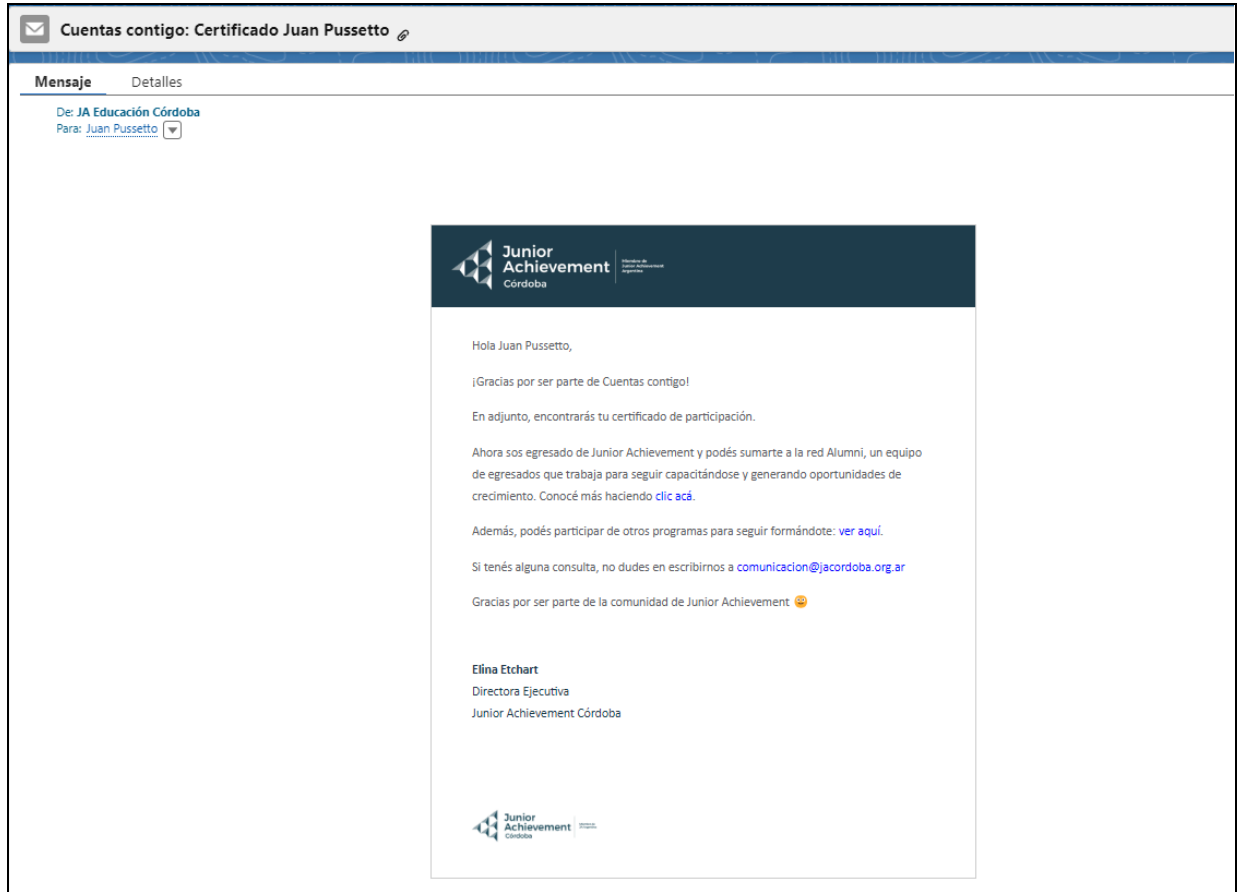 Cuentas contigo: Certificado Juan Pussetto
Mensaje
Detalles
De: JA Educación Córdoba
Para: Juan Pussetto
Junior
Achievement
Córdoba
Miembro de
Junior Achievement
Argentina
Hola Juan Pussetto,
¡Gracias por ser parte de Cuentas contigo!
En adjunto, encontrarás tu certificado de participación.
Ahora sos egresado de Junior Achievement y podés sumarte a la red Alumni, un equipo
de egresados que trabaja para seguir capacitándose y generando oportunidades de
crecimiento. Conocé más haciendo clic acá.
Además, podés participar de otros programas para seguir formándote: ver aquí.
Si tenés alguna consulta, no dudes en escribirnos a comunicacion@jacordoba.org.ar
Gracias por ser parte de la comunidad de Junior Achievement 😀
Elina Etchart
Directora Ejecutiva
Junior Achievement Córdoba
Junior
Achievement
Córdoba